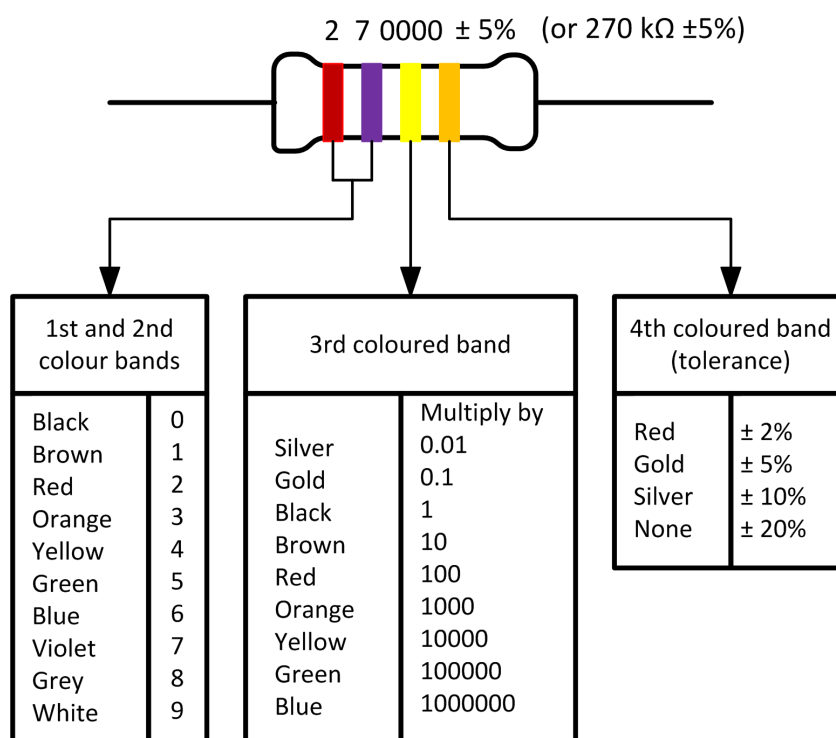 2 7 0000 ± 5% (or 270 kΩ ±5%)
1st and 2nd
colour bands
Black 0
Brown 1
Red 2
Orange 3
Yellow 4
Green 5
Blue 6
Violet 7
Grey 8
White 9
3rd coloured band
Multiply by
Silver 0.01
Gold 0.1
Black 1
Brown 10
Red 100
Orange 1000
Yellow 10000
Green 100000
Blue 1000000
4th coloured band
(tolerance)
Red ± 2%
Gold ± 5%
Silver ± 10%
None ± 20%